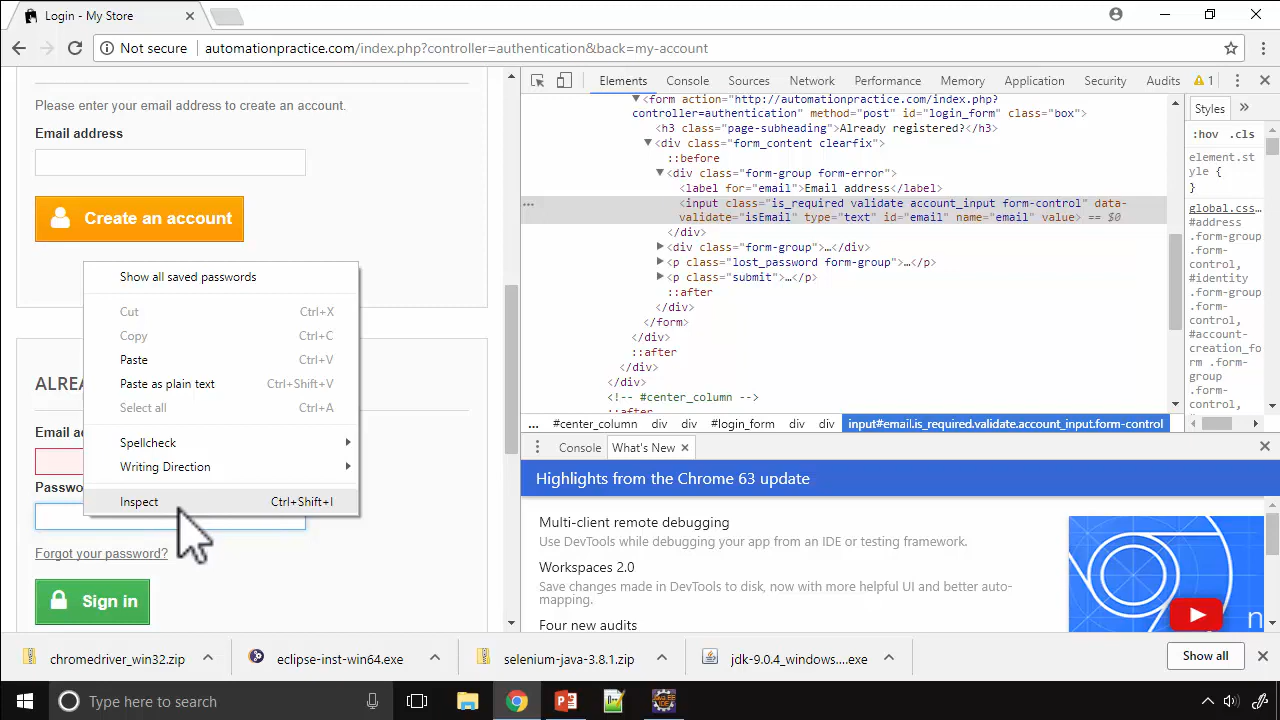 Login - My Store
Not secure automationpractice.com/index.php?controller=authentication&back=my-account
Please enter your email address to create an account.
Email address
Create an account
Show all saved passwords
Cut Ctrl+X
Copy Ctrl+C
Paste Ctrl+V
Paste as plain text Ctrl+Shift+V
Select all Ctrl+A
Spellcheck
Writing Direction
Inspect Ctrl+Shift+I
ALREA
Email ad
Passwo
Forgot your password?
Sign in
Elements Console Sources Network Performance Memory Application Security Audits 1
<form action="http://automationpractice.com/index.php?
controller=authentication" method="post" id="login_form" class="box">
<h3 class="page-subheading">Already registered?</h3>
<div class="form_content clearfix">
::before
<div class="form-group form-error">
<label for="email">Email address</label>
... <input class="is_required validate account_input form-control" data-
validate="isEmail" type="text" id="email" name="email" value> == $0
</div>
<div class="form-group">…</div>
<p class="lost_password form-group">…</p>
<p class="submit">…</p>
::after
</div>
</form>
</div>
::after
</div>
</div>
<!-- #center_column -->
::after
... #center_column div div #login_form div div input#email.is_required.validate.account_input.form-control
Styles »
:hov .cls
element.st
yle {
}
global.css…
#address
.form-group
.form-
control,
#identity
.form-group
.form-
control,
#account-
creation_fo
rm .form-
group
.form-
control,
Console What's New
Highlights from the Chrome 63 update
Multi-client remote debugging
Use DevTools while debugging your app from an IDE or testing framework.
Workspaces 2.0
Save changes made in DevTools to disk, now with more helpful UI and better auto-
mapping.
Four new audits
n
chromedriver_win32.zip eclipse-inst-win64.exe selenium-java-3.8.1.zip jdk-9.0.4_windows....exe Show all
Type here to search